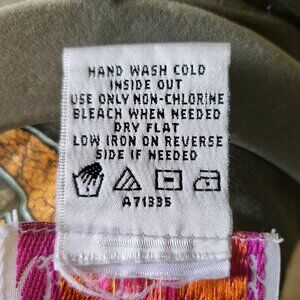 HAND WASH COLD
INSIDE OUT
USE ONLY NON-CHLORINE
BLEACH WHEN NEEDED
DRY FLAT
LOW IRON ON REVERSE
SIDE IF NEEDED
A71335